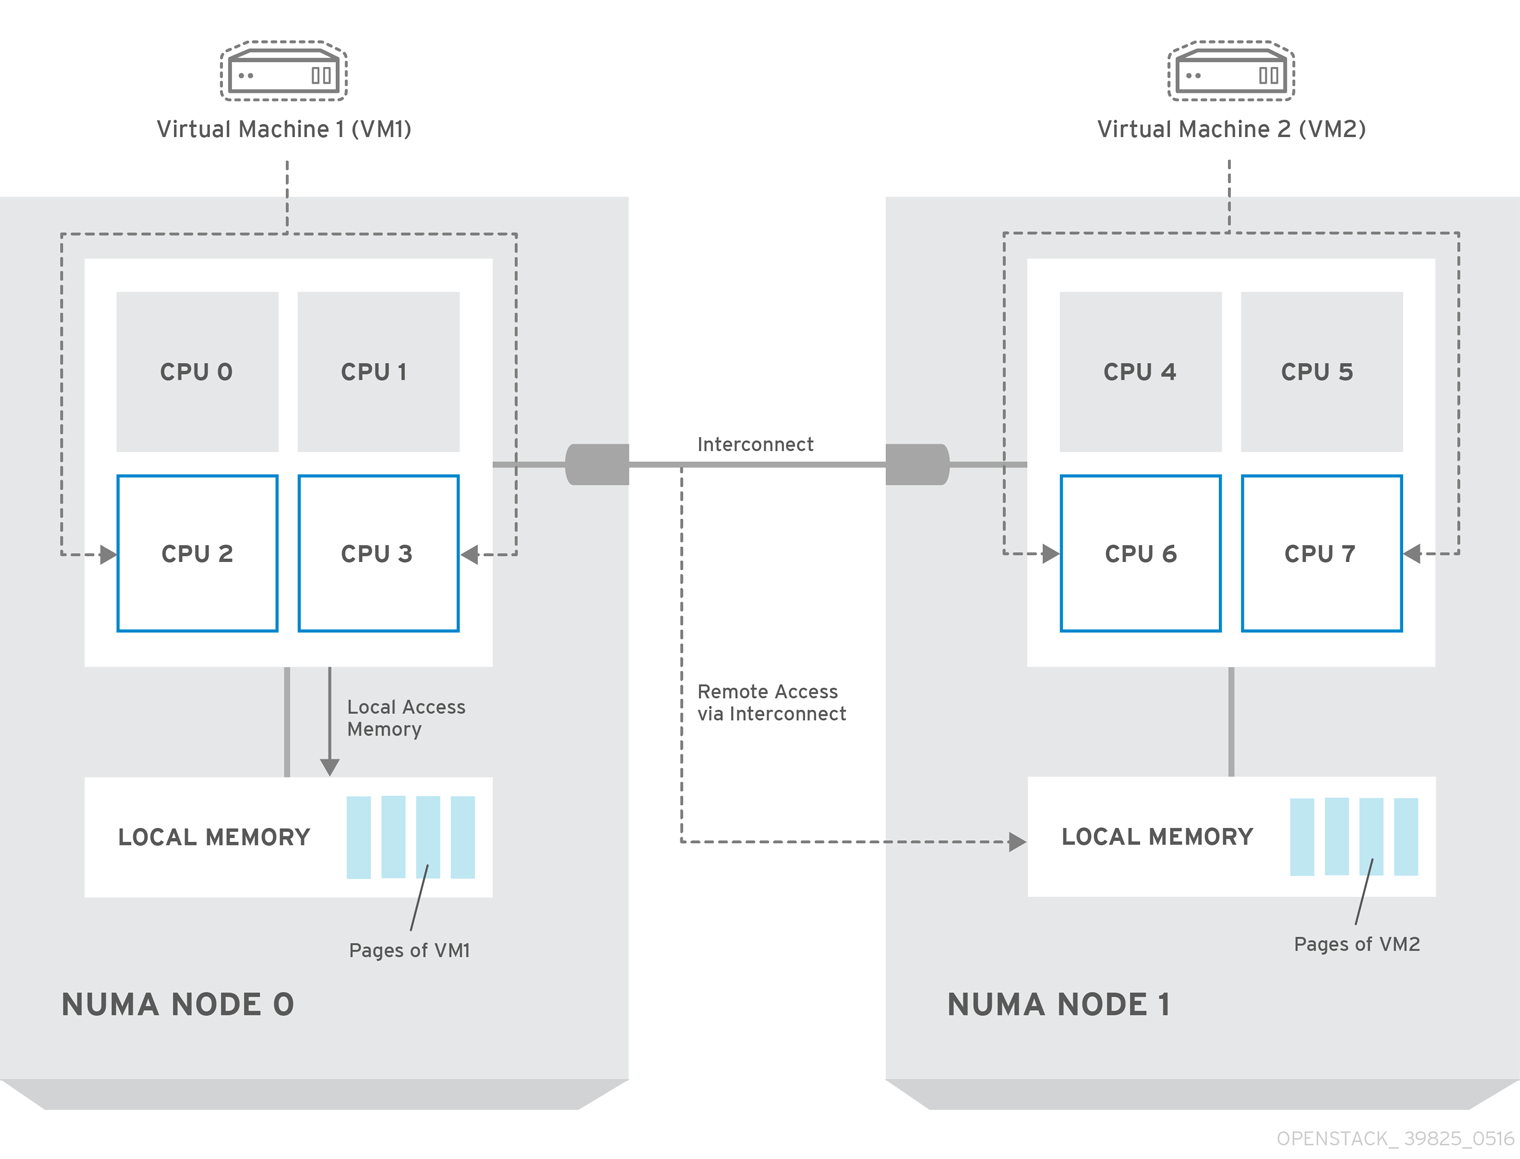 Virtual Machine 1 (VM1)
Virtual Machine 2 (VM2)
CPU 0
CPU 1
CPU 2
CPU 3
Interconnect
CPU 4
CPU 5
CPU 6
CPU 7
Local Access
Memory
Remote Access
via Interconnect
LOCAL MEMORY
Pages of VM1
LOCAL MEMORY
Pages of VM2
NUMA NODE 0
NUMA NODE 1
OPENSTACK_ 39825_0516